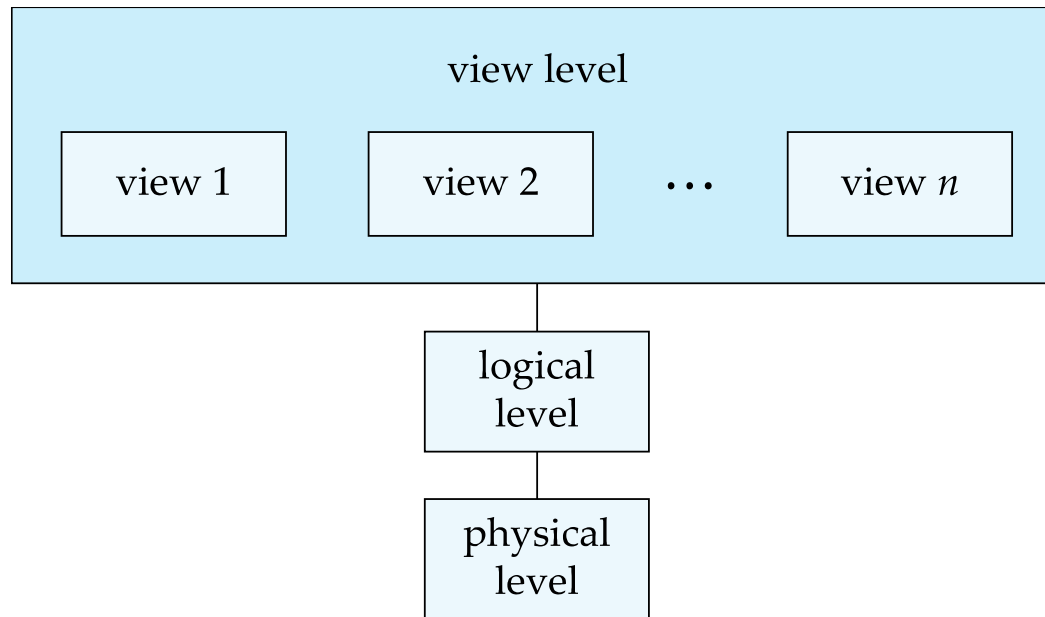 view level
view 1 view 2 ... view n
logical
level
physical
level